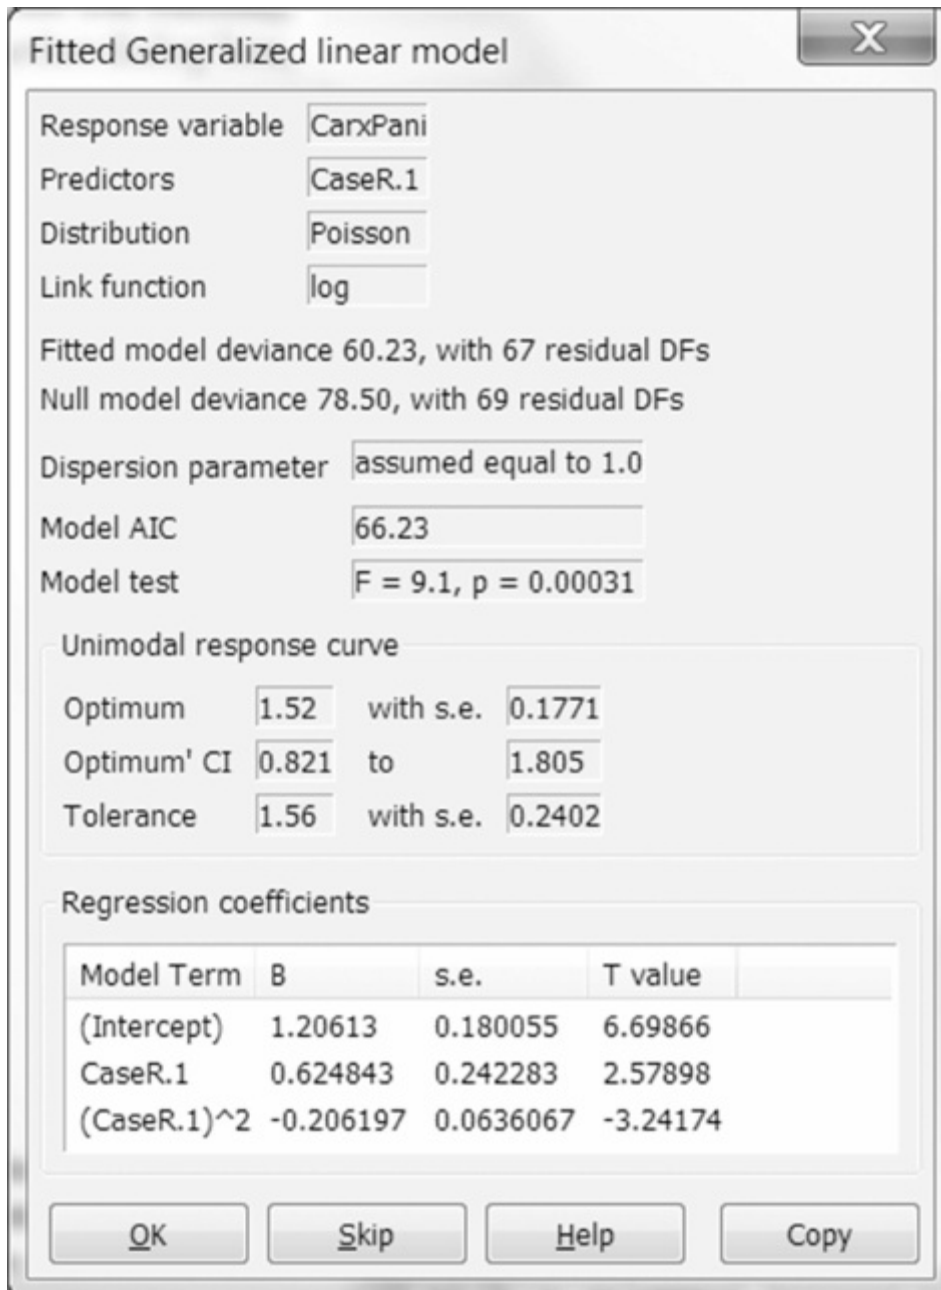 Fitted Generalized linear model
X
Response variable CarxPani
Predictors CaseR.1
Distribution Poisson
Link function log
Fitted model deviance 60.23, with 67 residual DFs
Null model deviance 78.50, with 69 residual DFs
Dispersion parameter assumed equal to 1.0
Model AIC 66.23
Model test F = 9.1, p = 0.00031
Unimodal response curve
Optimum 1.52 with s.e. 0.1771
Optimum' CI 0.821 to 1.805
Tolerance 1.56 with s.e. 0.2402
Regression coefficients
Model Term B s.e. T value
(Intercept) 1.20613 0.180055 6.69866
CaseR.1 0.624843 0.242283 2.57898
(CaseR.1)^2 -0.206197 0.0636067 -3.24174
OK Skip Help Copy